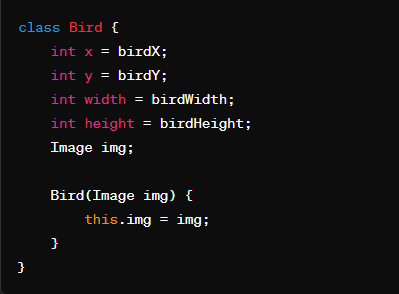 class Bird {
    int x = birdX;
    int y = birdY;
    int width = birdWidth;
    int height = birdHeight;
    Image img;

    Bird(Image img) {
        this.img = img;
    }
}